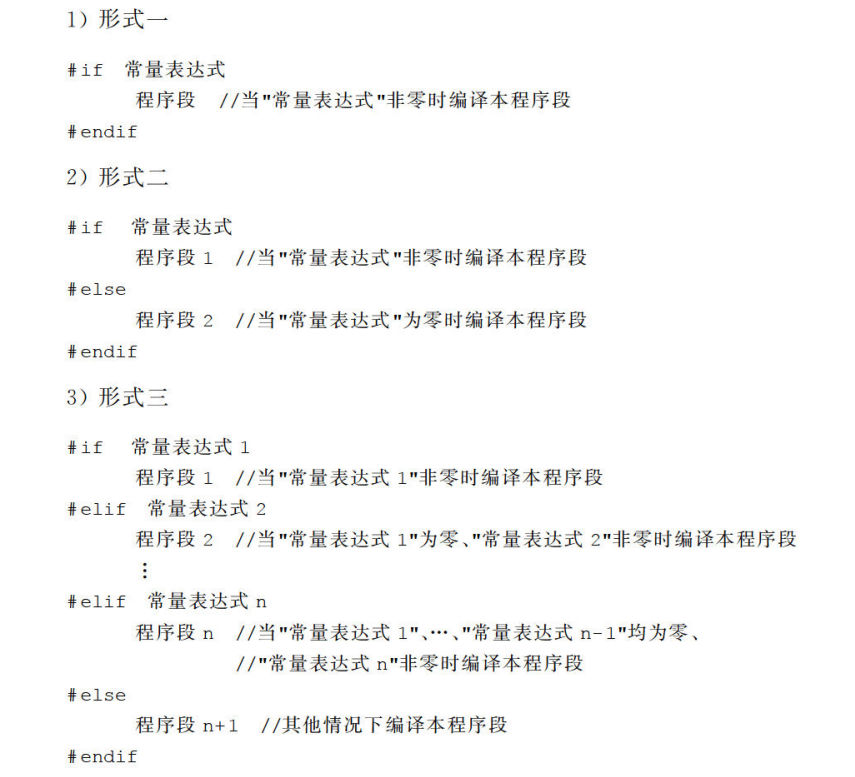 1) 形式一
#if 常量表达式
程序段 //当"常量表达式"非零时编译本程序段
#endif
2) 形式二
#if 常量表达式
程序段 1 //当"常量表达式"非零时编译本程序段
#else
程序段 2 //当"常量表达式"为零时编译本程序段
#endif
3) 形式三
#if 常量表达式 1
程序段 1 //当"常量表达式 1"非零时编译本程序段
#elif 常量表达式 2
程序段 2 //当"常量表达式 1"为零、"常量表达式 2"非零时编译本程序段
⋮
#elif 常量表达式 n
程序段 n //当"常量表达式 1"、…、"常量表达式 n-1"均为零、
//"常量表达式 n"非零时编译本程序段
#else
程序段 n+1 //其他情况下编译本程序段
#endif